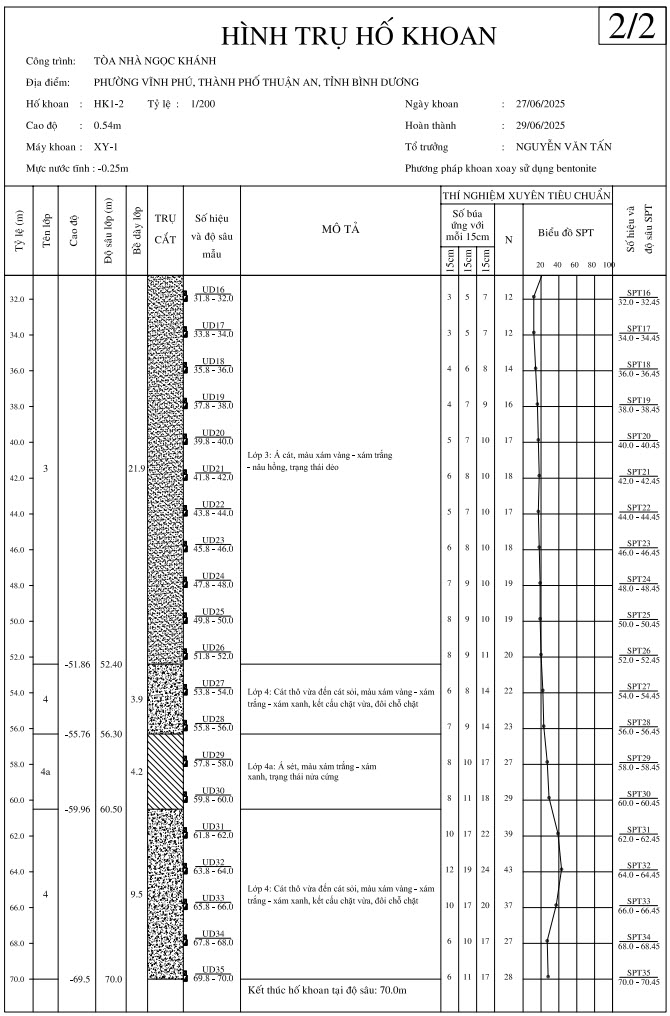 2/2
HÌNH TRỤ HỐ KHOAN
Công trình: TÒA NHÀ NGỌC KHÁNH
Địa điểm: PHƯỜNG VĨNH PHÚ, THÀNH PHỐ THUẬN AN, TỈNH BÌNH DƯƠNG
Hố khoan : HK1-2 Tỷ lệ : 1/200 Ngày khoan : 27/06/2025
Cao độ : 0.54m Hoàn thành : 29/06/2025
Máy khoan : XY-1 Tổ trưởng : NGUYỄN VĂN TẤN
Mực nước tĩnh : -0.25m Phương pháp khoan xoay sử dụng bentonite
Tỷ lệ (m) Tên lớp Cao độ Độ sâu lớp (m) Bề dày lớp TRỤ CẮT Số hiệu và độ sâu mẫu MÔ TẢ THÍ NGHIỆM XUYÊN TIÊU CHUẨN Số hiệu và độ sâu SPT
Số búa ứng với mỗi 15cm N Biểu đồ SPT
15cm 15cm 15cm 20 40 60 80 100
32.0 UD16 31.8 - 32.0 3 5 7 12 SPT16 32.0 - 32.45
UD17 33.8 - 34.0 3 5 7 12 SPT17 34.0 - 34.45
36.0 UD18 35.8 - 36.0 4 6 8 14 SPT18 36.0 - 36.45
38.0 UD19 37.8 - 38.0 4 7 9 16 SPT19 38.0 - 38.45
40.0 UD20 39.8 - 40.0 5 7 10 17 SPT20 40.0 - 40.45
Lớp 3: Á cát, màu xám vàng - xám trắng
- nâu hồng, trạng thái dẻo
3 21.9
42.0 UD21 41.8 - 42.0 6 8 10 18 SPT21 42.0 - 42.45
44.0 UD22 43.8 - 44.0 5 7 10 17 SPT22 44.0 - 44.45
46.0 UD23 45.8 - 46.0 6 8 10 18 SPT23 46.0 - 46.45
48.0 UD24 47.8 - 48.0 7 9 10 19 SPT24 48.0 - 48.45
50.0 UD25 49.8 - 50.0 8 9 10 19 SPT25 50.0 - 50.45
52.0 UD26 51.8 - 52.0 8 9 11 20 SPT26 52.0 - 52.45
-51.86 52.40
54.0 UD27 53.8 - 54.0 6 8 14 22 SPT27 54.0 - 54.45
4 3.9 Lớp 4: Cát thô vừa đến cát sỏi, màu xám vàng - xám
trắng - xám xanh, kết cấu chặt vừa, đôi chỗ chặt
56.0 UD28 55.8 - 56.0 7 9 14 23 SPT28 56.0 - 56.45
-55.76 56.30
58.0 UD29 57.8 - 58.0 8 10 17 27 SPT29 58.0 - 58.45
4a 4.2 Lớp 4a: Á sét, màu xám trắng - xám
xanh, trạng thái nửa cứng
60.0 UD30 59.8 - 60.0 8 11 18 29 SPT30 60.0 - 60.45
-59.96 60.50
62.0 UD31 61.8 - 62.0 10 17 22 39 SPT31 62.0 - 62.45
64.0 UD32 63.8 - 64.0 12 19 24 43 SPT32 64.0 - 64.45
4 9.5 Lớp 4: Cát thô vừa đến cát sỏi, màu xám vàng - xám
trắng - xám xanh, kết cấu chặt vừa, đôi chỗ chặt
66.0 UD33 65.8 - 66.0 10 17 20 37 SPT33 66.0 - 66.45
68.0 UD34 67.8 - 68.0 6 10 17 27 SPT34 68.0 - 68.45
70.0 -69.5 70.0 UD35 69.8 - 70.0 6 11 17 28 SPT35 70.0 - 70.45
Kết thúc hố khoan tại độ sâu: 70.0m